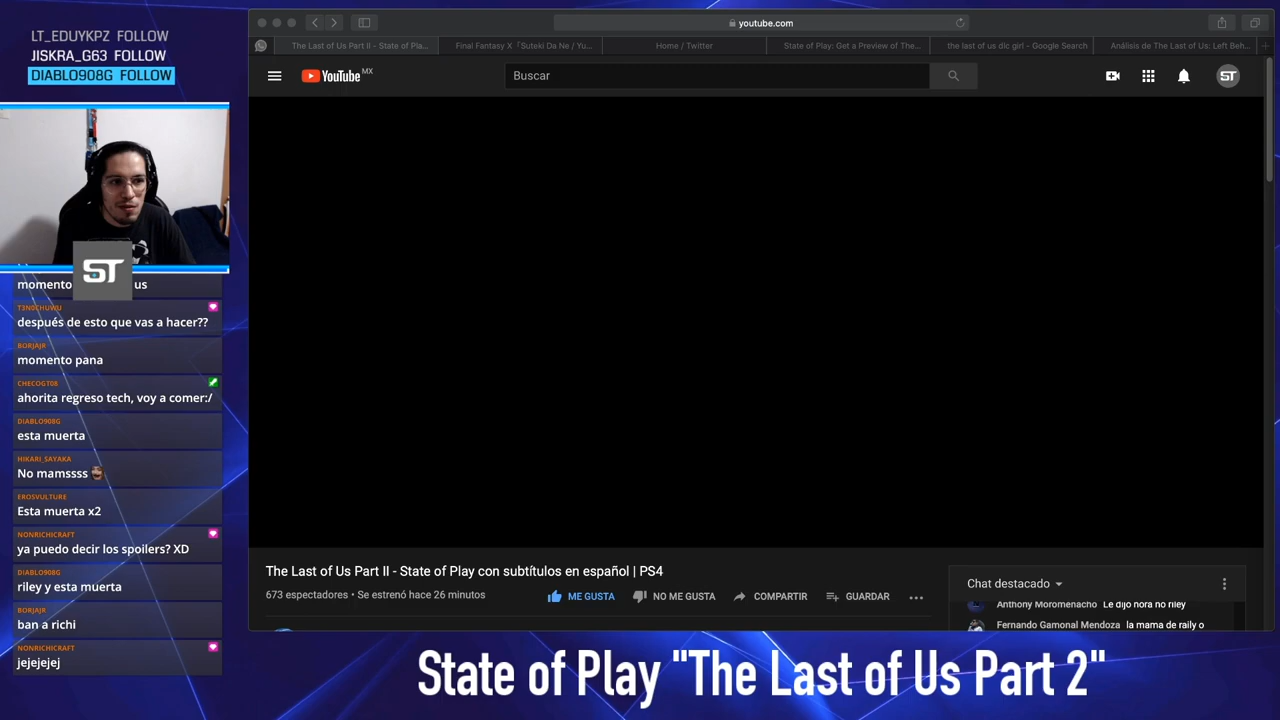 LT_EDUYKPZ FOLLOW
JISKRA_G63 FOLLOW
DIABLO908G FOLLOW
youtube.com
The Last of Us Part II - State of Pla...
Final Fantasy X「Suteki Da Ne / Yu...
Home / Twitter
State of Play: Get a Preview of The...
the last of us dlc girl - Google Search
Análisis de The Last of Us: Left Beh...
YouTube MX
Buscar
ST
ST
momento us
T3N0CHUWU
después de esto que vas a hacer??
BORJAJR
momento pana
CHECOGT08
ahorita regreso tech, voy a comer:/
DIABLO908G
esta muerta
HIKARI_SAYAKA
No mamssss
EROSVULTURE
Esta muerta x2
NONRICHICRAFT
ya puedo decir los spoilers? XD
DIABLO908G
riley y esta muerta
BORJAJR
ban a richi
NONRICHICRAFT
jejejejej
The Last of Us Part II - State of Play con subtítulos en español | PS4
673 espectadores • Se estrenó hace 26 minutos
ME GUSTA
NO ME GUSTA
COMPARTIR
GUARDAR
Chat destacado
Anthony Moromenacho Le dijo hora no riley
Fernando Gamonal Mendoza la mama de raily o
State of Play "The Last of Us Part 2"